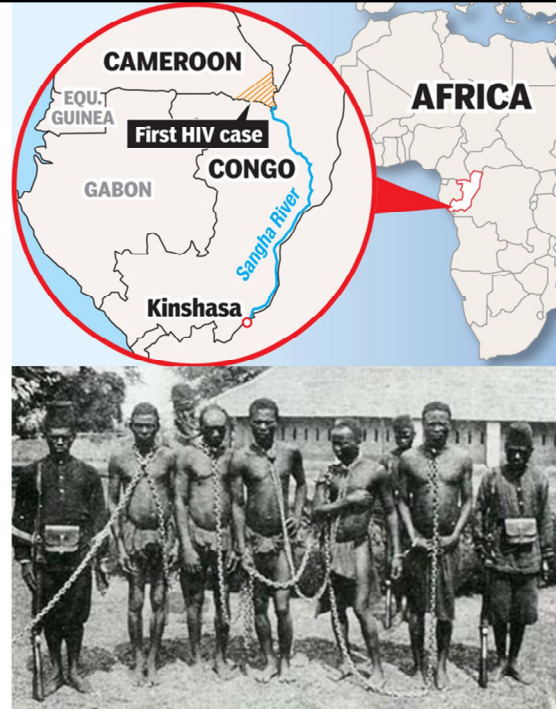 CAMEROON
EQU.
GUINEA
First HIV case
CONGO
GABON
Sangha River
Kinshasa
AFRICA